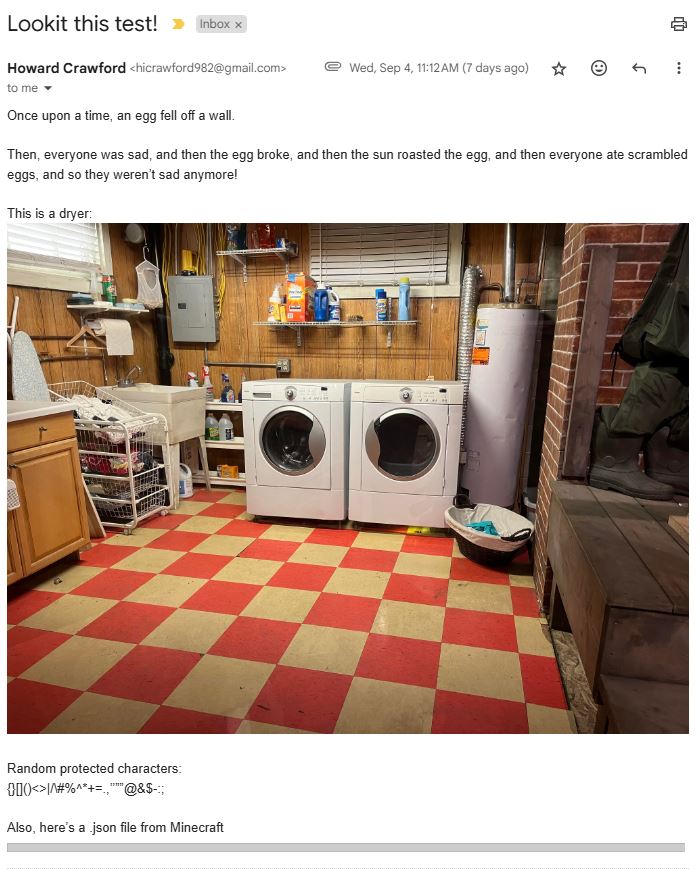 Lookit this test!
Inbox ×
Howard Crawford <hicrawford982@gmail.com>
Wed, Sep 4, 11:12 AM (7 days ago)
to me
Once upon a time, an egg fell off a wall.
Then, everyone was sad, and then the egg broke, and then the sun roasted the egg, and then everyone ate scrambled
eggs, and so they weren’t sad anymore!
This is a dryer:
Random protected characters:
{}[]()<>|/\#%^*+=.,’”””@&$-:;
Also, here’s a .json file from Minecraft